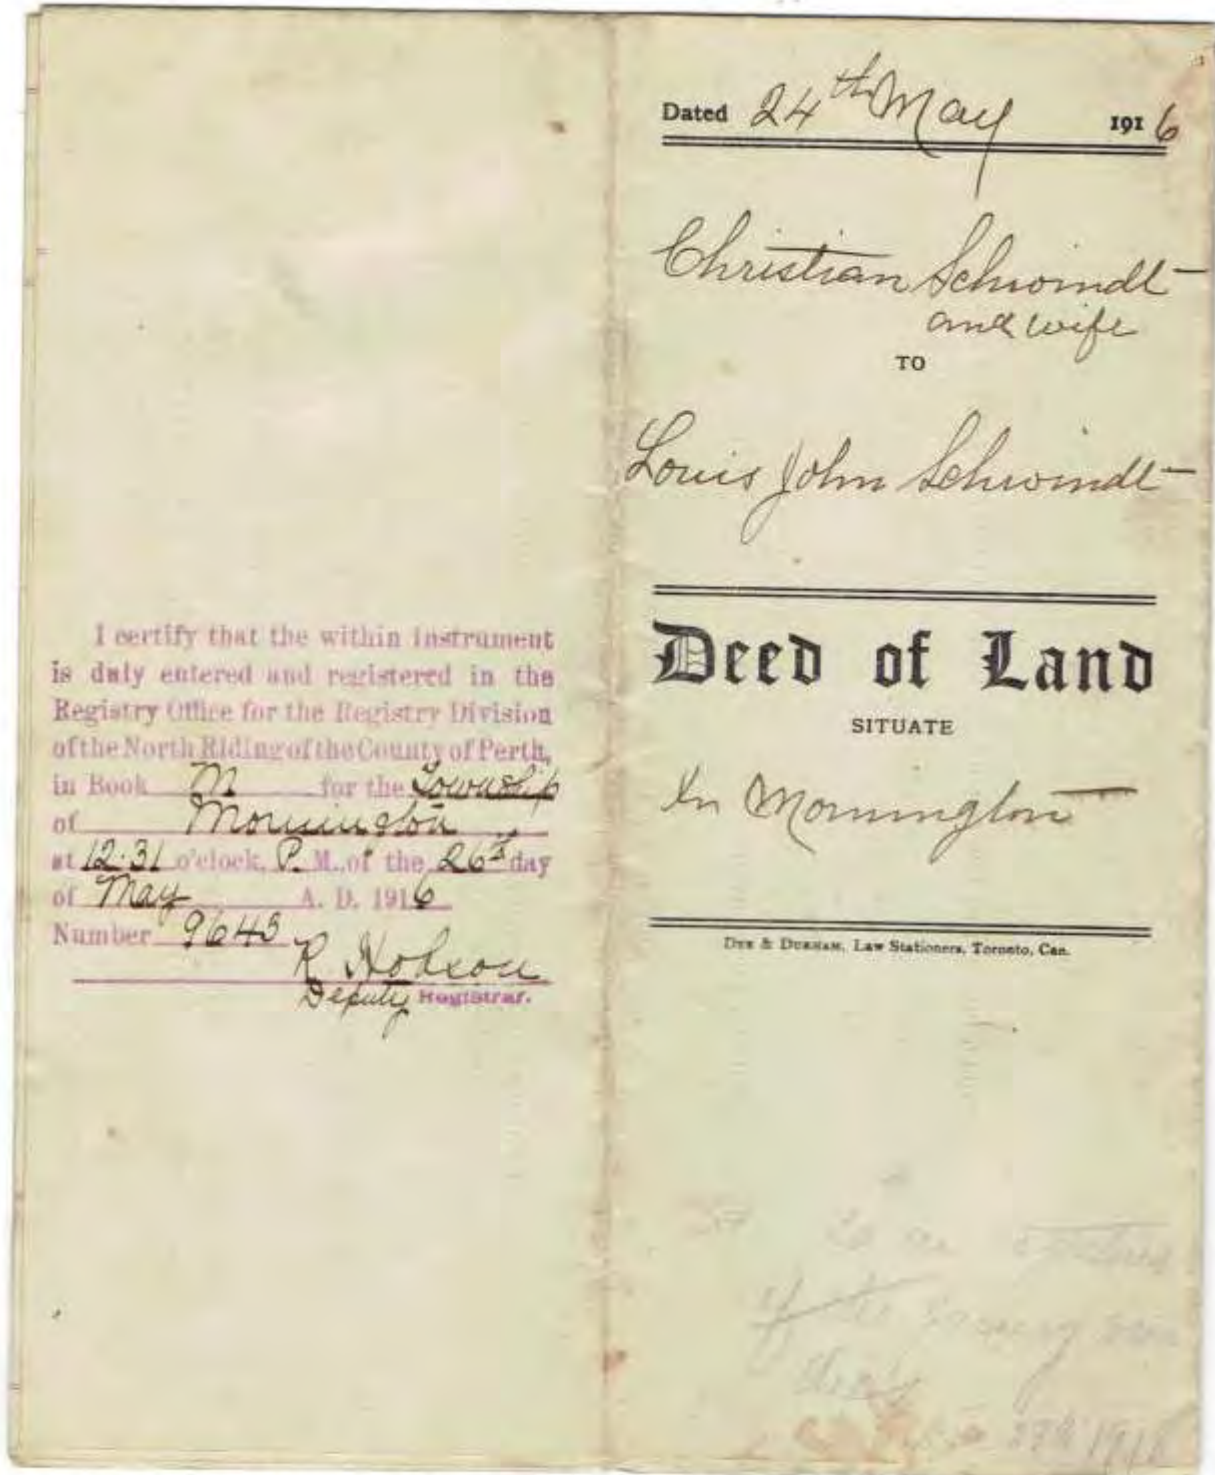 I certify that the within instrument
is duly entered and registered in the
Registry Office for the Registry Division
of the North Riding of the County of Perth,
in Book M for the Township
of Mornington
at 12.31 o'clock, P. M., of the 26th day
of May A. D. 1916
Number 9645
R Hobson
Deputy Registrar.
Dated 24th May 1916
Christian Schwindt
and wife
TO
Louis John Schwindt
Deed of Land
SITUATE
In Mornington
Dye & Durham, Law Stationers, Toronto, Can.
to
of the